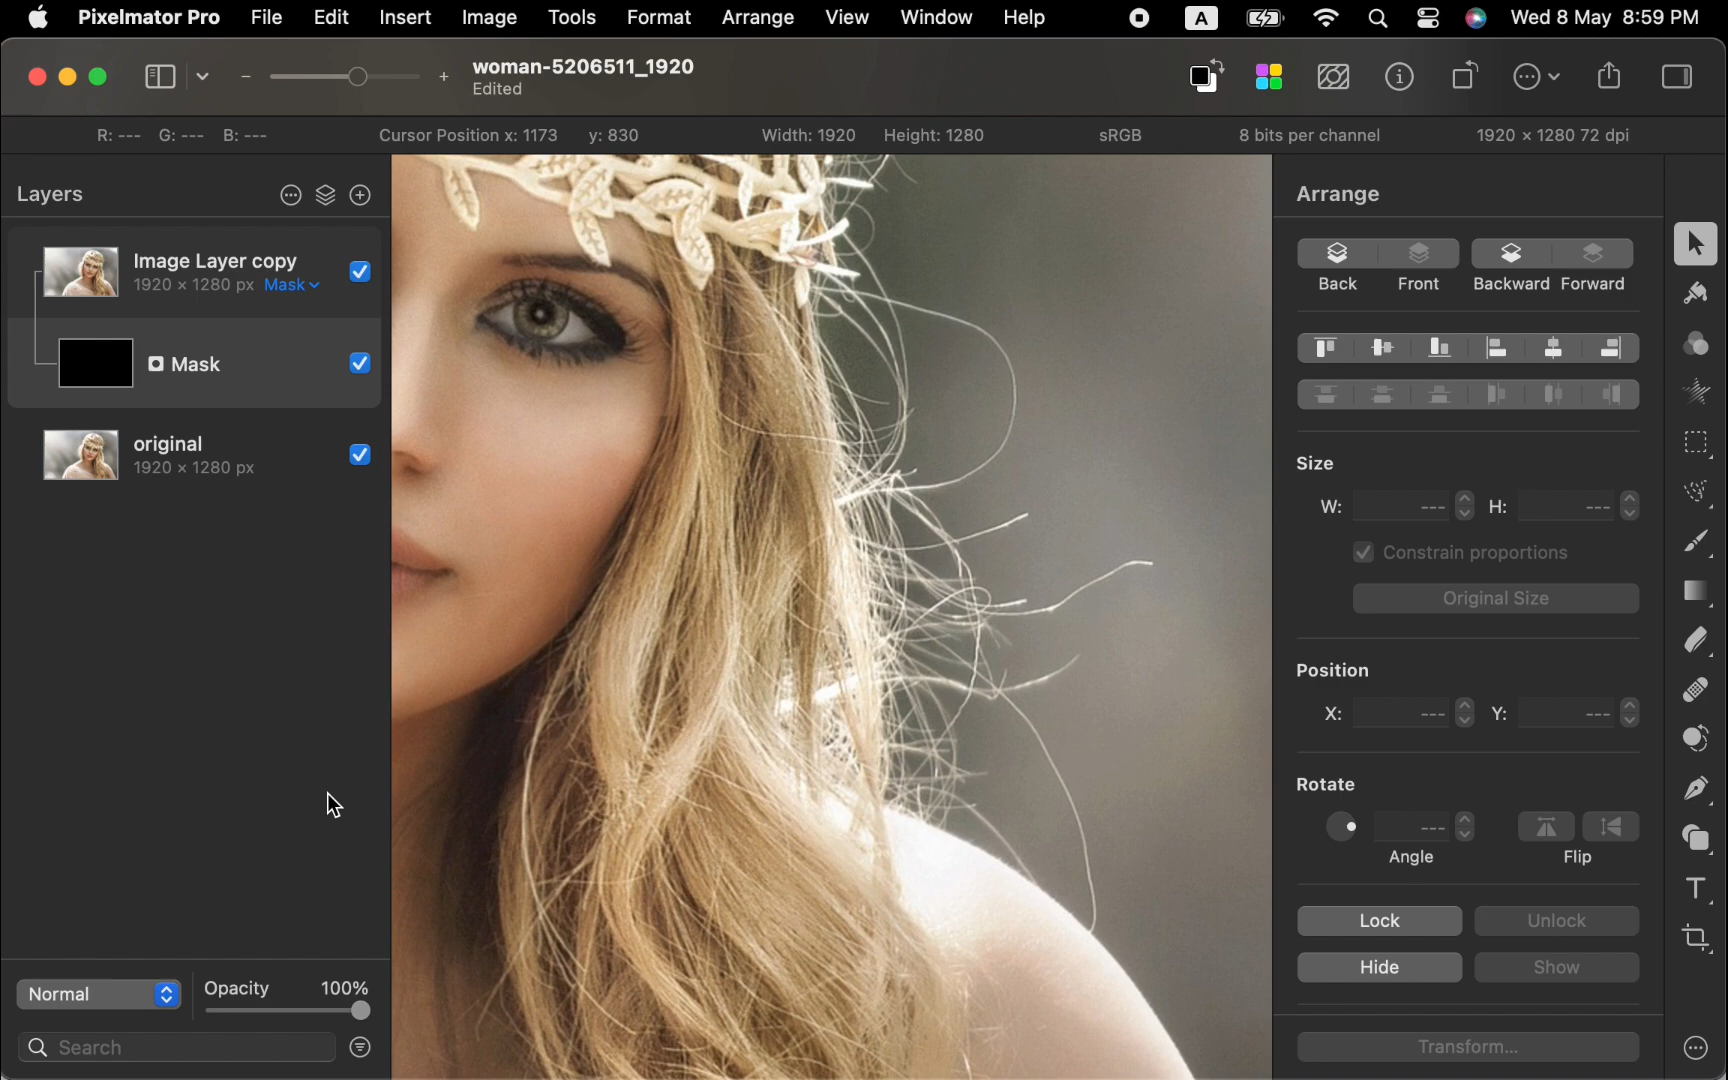 Pixelmator Pro File Edit Insert Image Tools Format Arrange View Window Help A Wed 8 May 8:59 PM
woman-5206511_1920
Edited
R: --- G: --- B: --- Cursor Position x: 1173 y: 830 Width: 1920 Height: 1280 sRGB 8 bits per channel 1920 × 1280 72 dpi
Layers
Image Layer copy
1920 × 1280 px Mask
Mask
original
1920 × 1280 px
Normal Opacity 100%
Search
Arrange
Back Front Backward Forward
Size
W: --- H: ---
Constrain proportions
Original Size
Position
X: --- Y: ---
Rotate
---
Angle Flip
Lock Unlock
Hide Show
Transform...